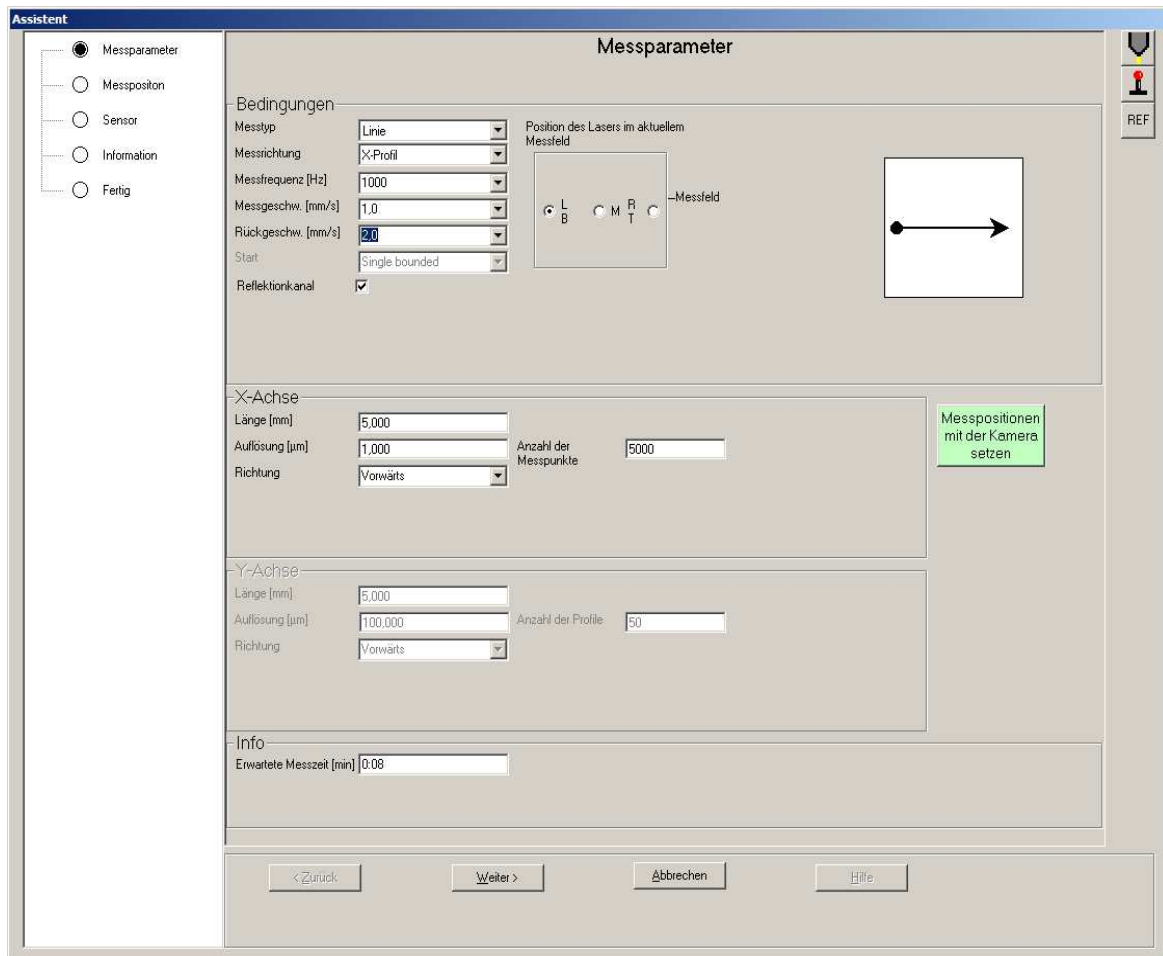 Assistent
Messparameter
Messpositon
Sensor
Information
Fertig
Messparameter
REF
Bedingungen
Messtyp Linie
Messrichtung X-Profil
Messfrequenz [Hz] 1000
Messgeschw. [mm/s] 1,0
Rückgeschw. [mm/s] 2,0
Start Single bounded
Reflektionkanal
Position des Lasers im aktuellem
Messfeld
L
B
M
R
T
Messfeld
X-Achse
Länge [mm] 5,000
Auflösung [µm] 1,000
Anzahl der
Messpunkte
5000
Richtung Vorwärts
Messpositionen
mit der Kamera
setzen
Y-Achse
Länge [mm] 5,000
Auflösung [µm] 100,000 Anzahl der Profile 50
Richtung Vorwärts
Info
Erwartete Messzeit [min] 0:08
< Zurück Weiter > Abbrechen Hilfe